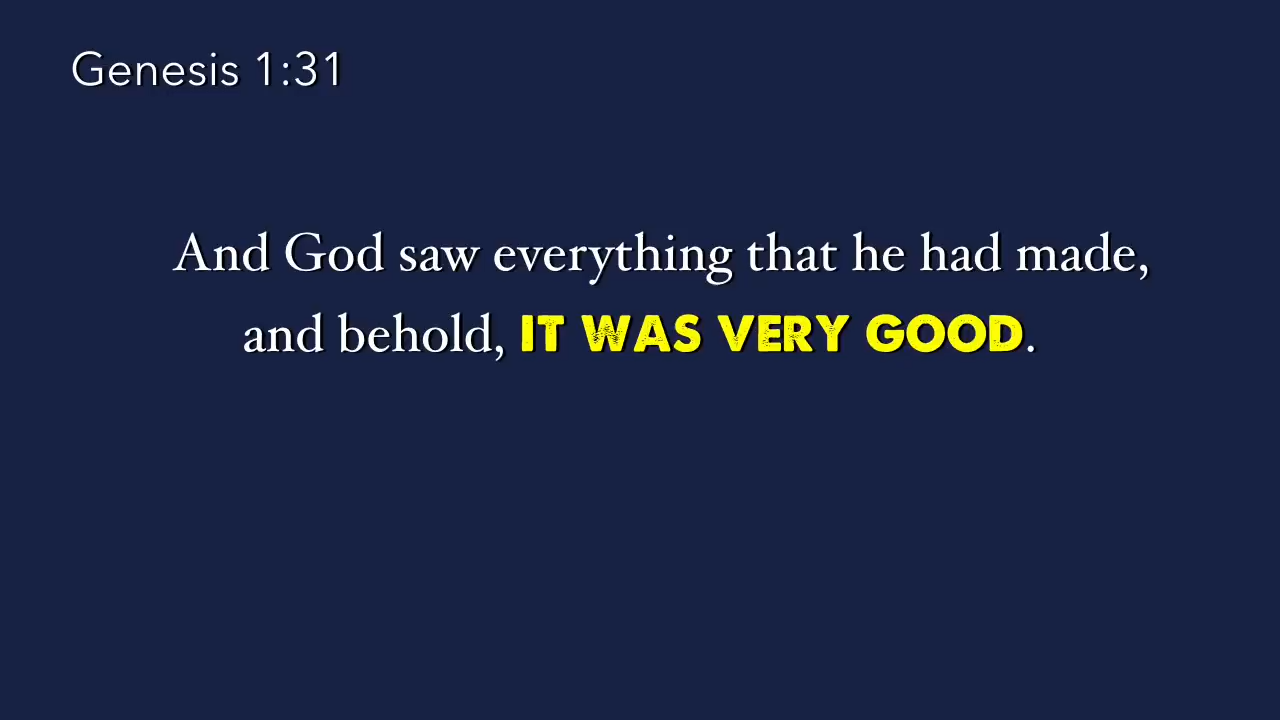 Genesis 1:31
And God saw everything that he had made,
and behold, IT WAS VERY GOOD.